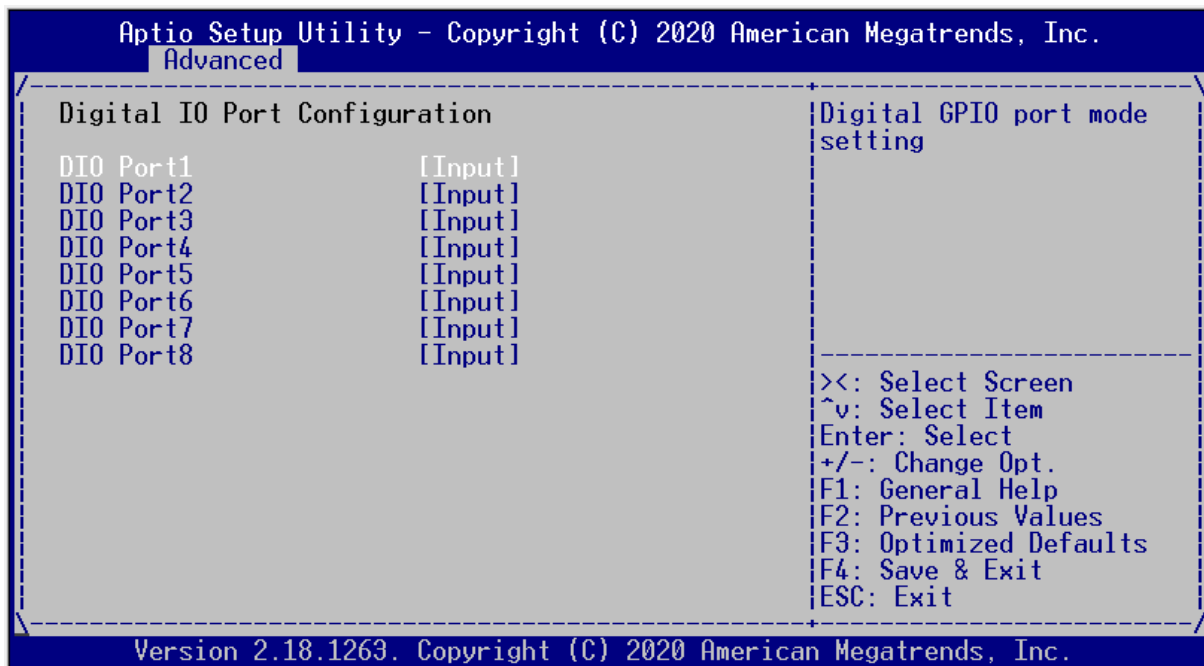 Aptio Setup Utility - Copyright (C) 2020 American Megatrends, Inc.
Advanced
Digital IO Port Configuration
DIO Port1 [Input]
DIO Port2 [Input]
DIO Port3 [Input]
DIO Port4 [Input]
DIO Port5 [Input]
DIO Port6 [Input]
DIO Port7 [Input]
DIO Port8 [Input]
Digital GPIO port mode
setting
><: Select Screen
^v: Select Item
Enter: Select
+/-: Change Opt.
F1: General Help
F2: Previous Values
F3: Optimized Defaults
F4: Save & Exit
ESC: Exit
Version 2.18.1263. Copyright (C) 2020 American Megatrends, Inc.